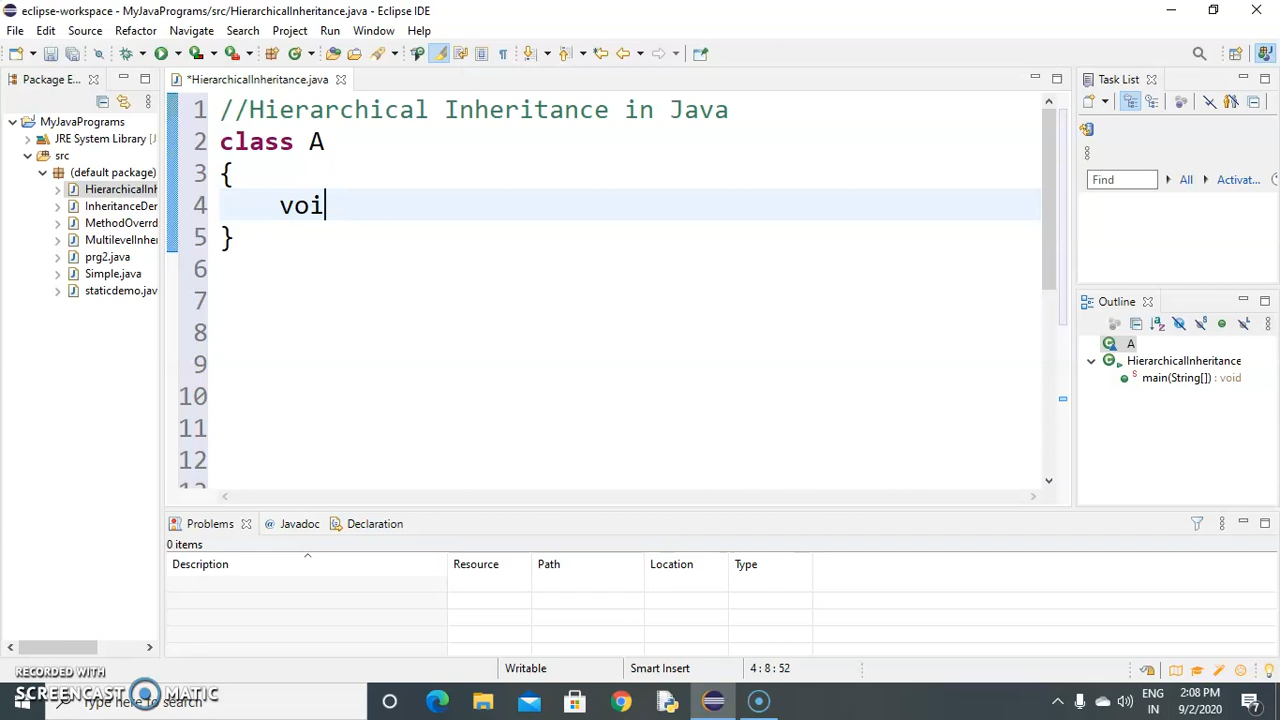 eclipse-workspace - MyJavaPrograms/src/HierarchicalInheritance.java - Eclipse IDE
File Edit Source Refactor Navigate Search Project Run Window Help
Package E...
*HierarchicalInheritance.java
Task List
MyJavaPrograms
JRE System Library [J
src
(default package)
HierarchicalInh
InheritanceDer
MethodOverrd
MultilevelInher
prg2.java
Simple.java
staticdemo.jav
1 //Hierarchical Inheritance in Java
2 class A
3 {
4 voi
5 }
6
7
8
9
10
11
12
Find All Activat...
Outline
A
HierarchicalInheritance
main(String[]) : void
Problems @ Javadoc Declaration
0 items
Description Resource Path Location Type
Writable Smart Insert 4 : 8 : 52
RECORDED WITH
SCREENCAST MATIC
Type here to search
ENG
IN
2:08 PM
9/2/2020
7